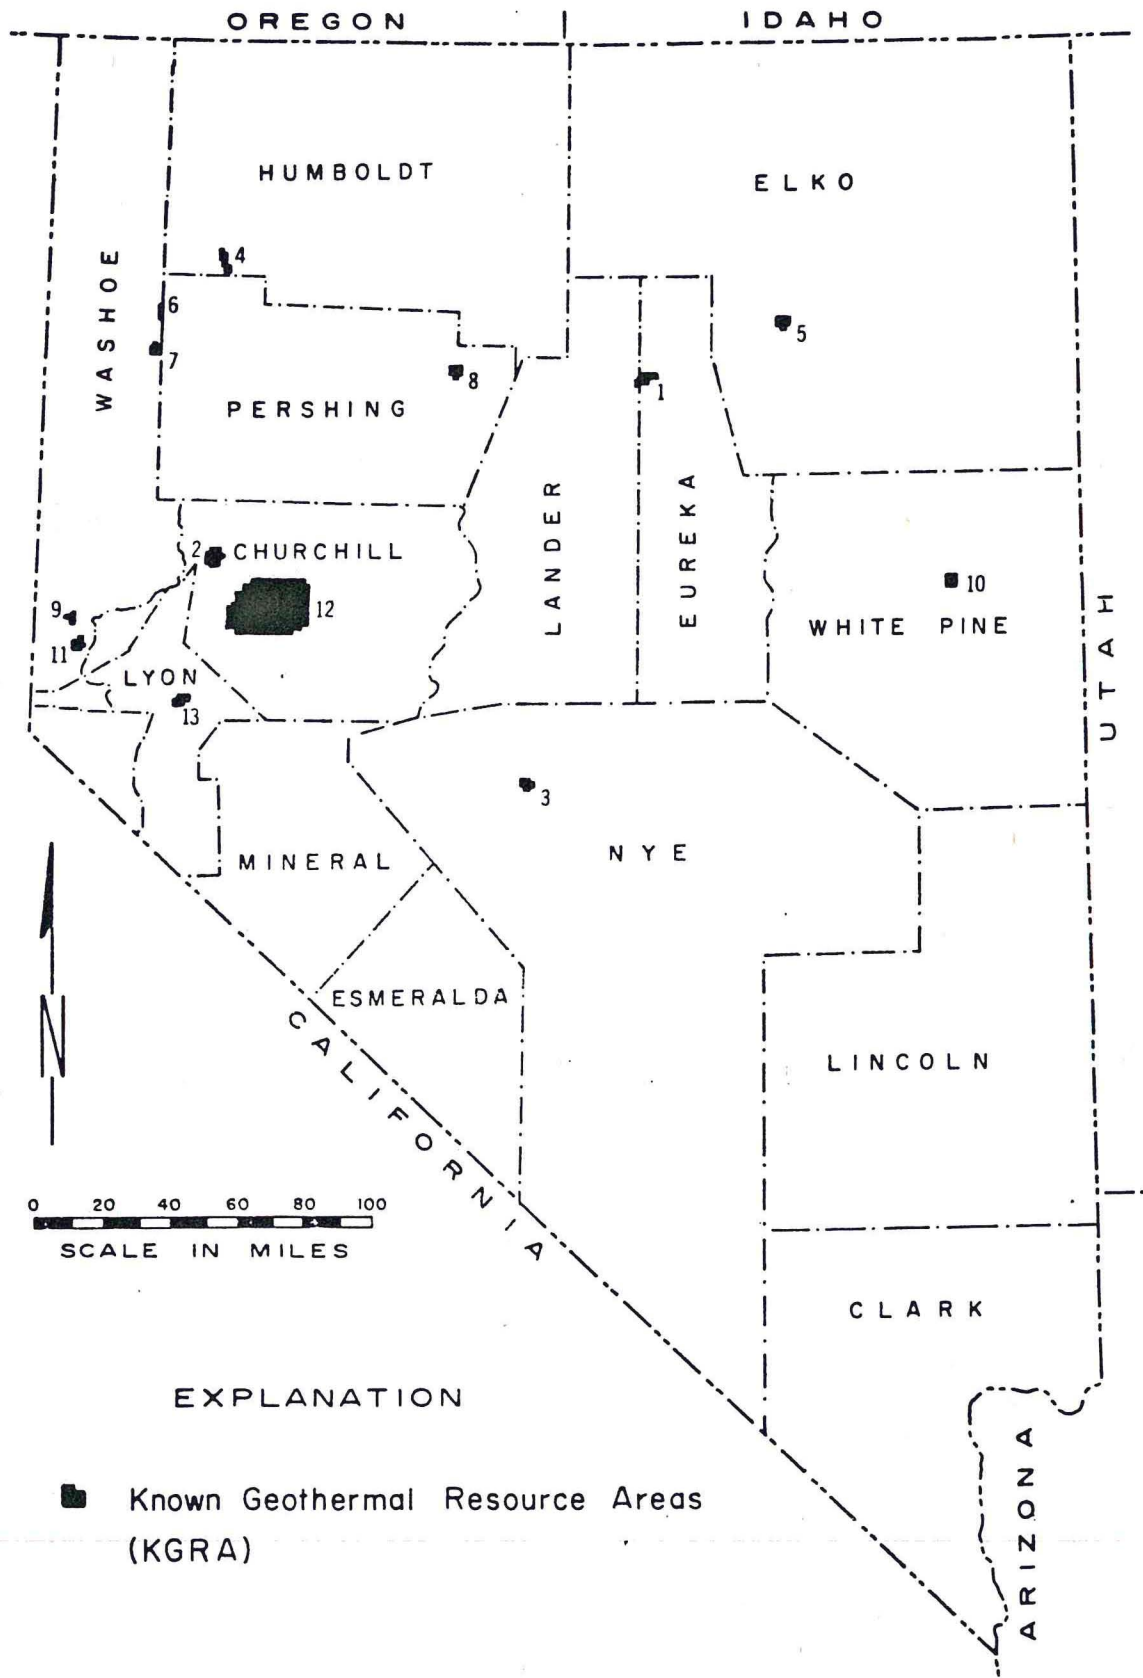 OREGON
IDAHO
HUMBOLDT
ELKO
WASHOE
4
6
7
5
8
1
PERSHING
LANDER
EUREKA
2
CHURCHILL
12
10
WHITE PINE
UTAH
9
11
LYON
13
3
NYE
MINERAL
ESMERALDA
N
CALIFORNIA
LINCOLN
0 20 40 60 80 100
SCALE IN MILES
CLARK
ARIZONA
EXPLANATION
Known Geothermal Resource Areas
(KGRA)